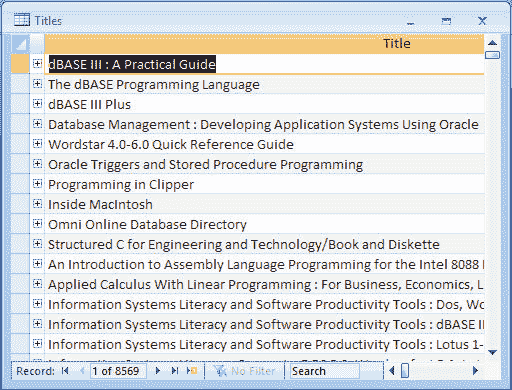 Titles
Title
dBASE III : A Practical Guide
The dBASE Programming Language
dBASE III Plus
Database Management : Developing Application Systems Using Oracle
Wordstar 4.0-6.0 Quick Reference Guide
Oracle Triggers and Stored Procedure Programming
Programming in Clipper
Inside MacIntosh
Omni Online Database Directory
Structured C for Engineering and Technology/Book and Diskette
An Introduction to Assembly Language Programming for the Intel 8088
Applied Calculus With Linear Programming : For Business, Economics, L
Information Systems Literacy and Software Productivity Tools : Dos, Wo
Information Systems Literacy and Software Productivity Tools : dBASE II
Information Systems Literacy and Software Productivity Tools : Lotus 1-
Record: 1 of 8569 No Filter Search